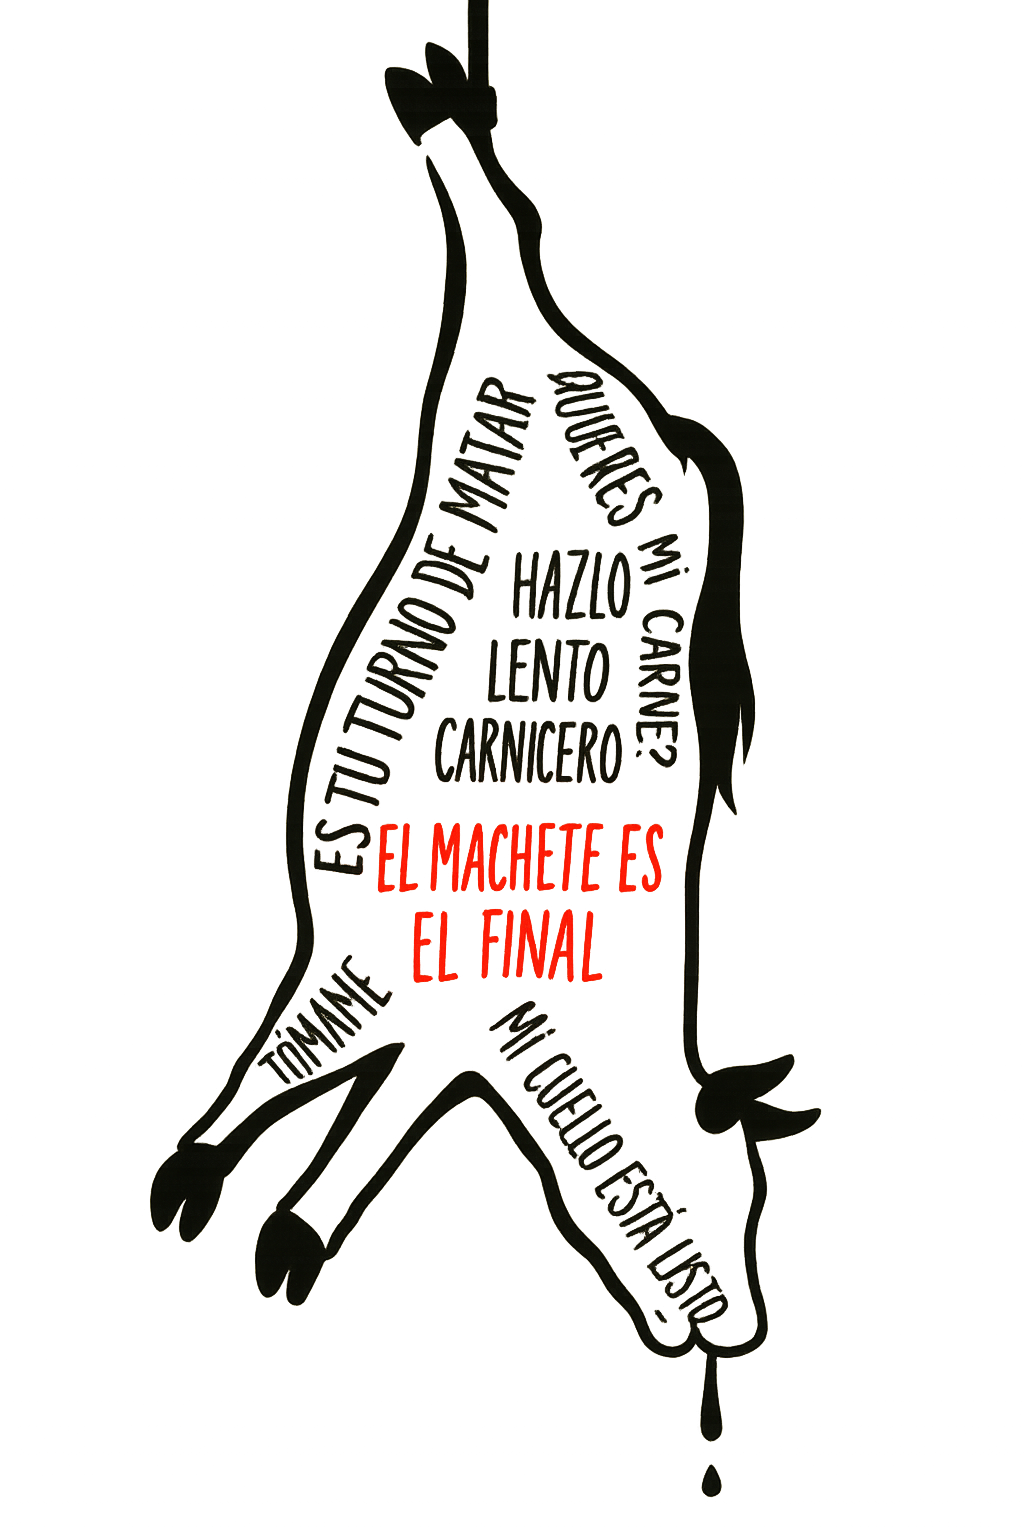 ES TU TURNO DE MATAR
QUIERES MI CARNE?
HAZLO
LENTO
CARNICERO
EL MACHETE ES
EL FINAL
TÓMAME
MI CUELLO ESTÁ LISTO